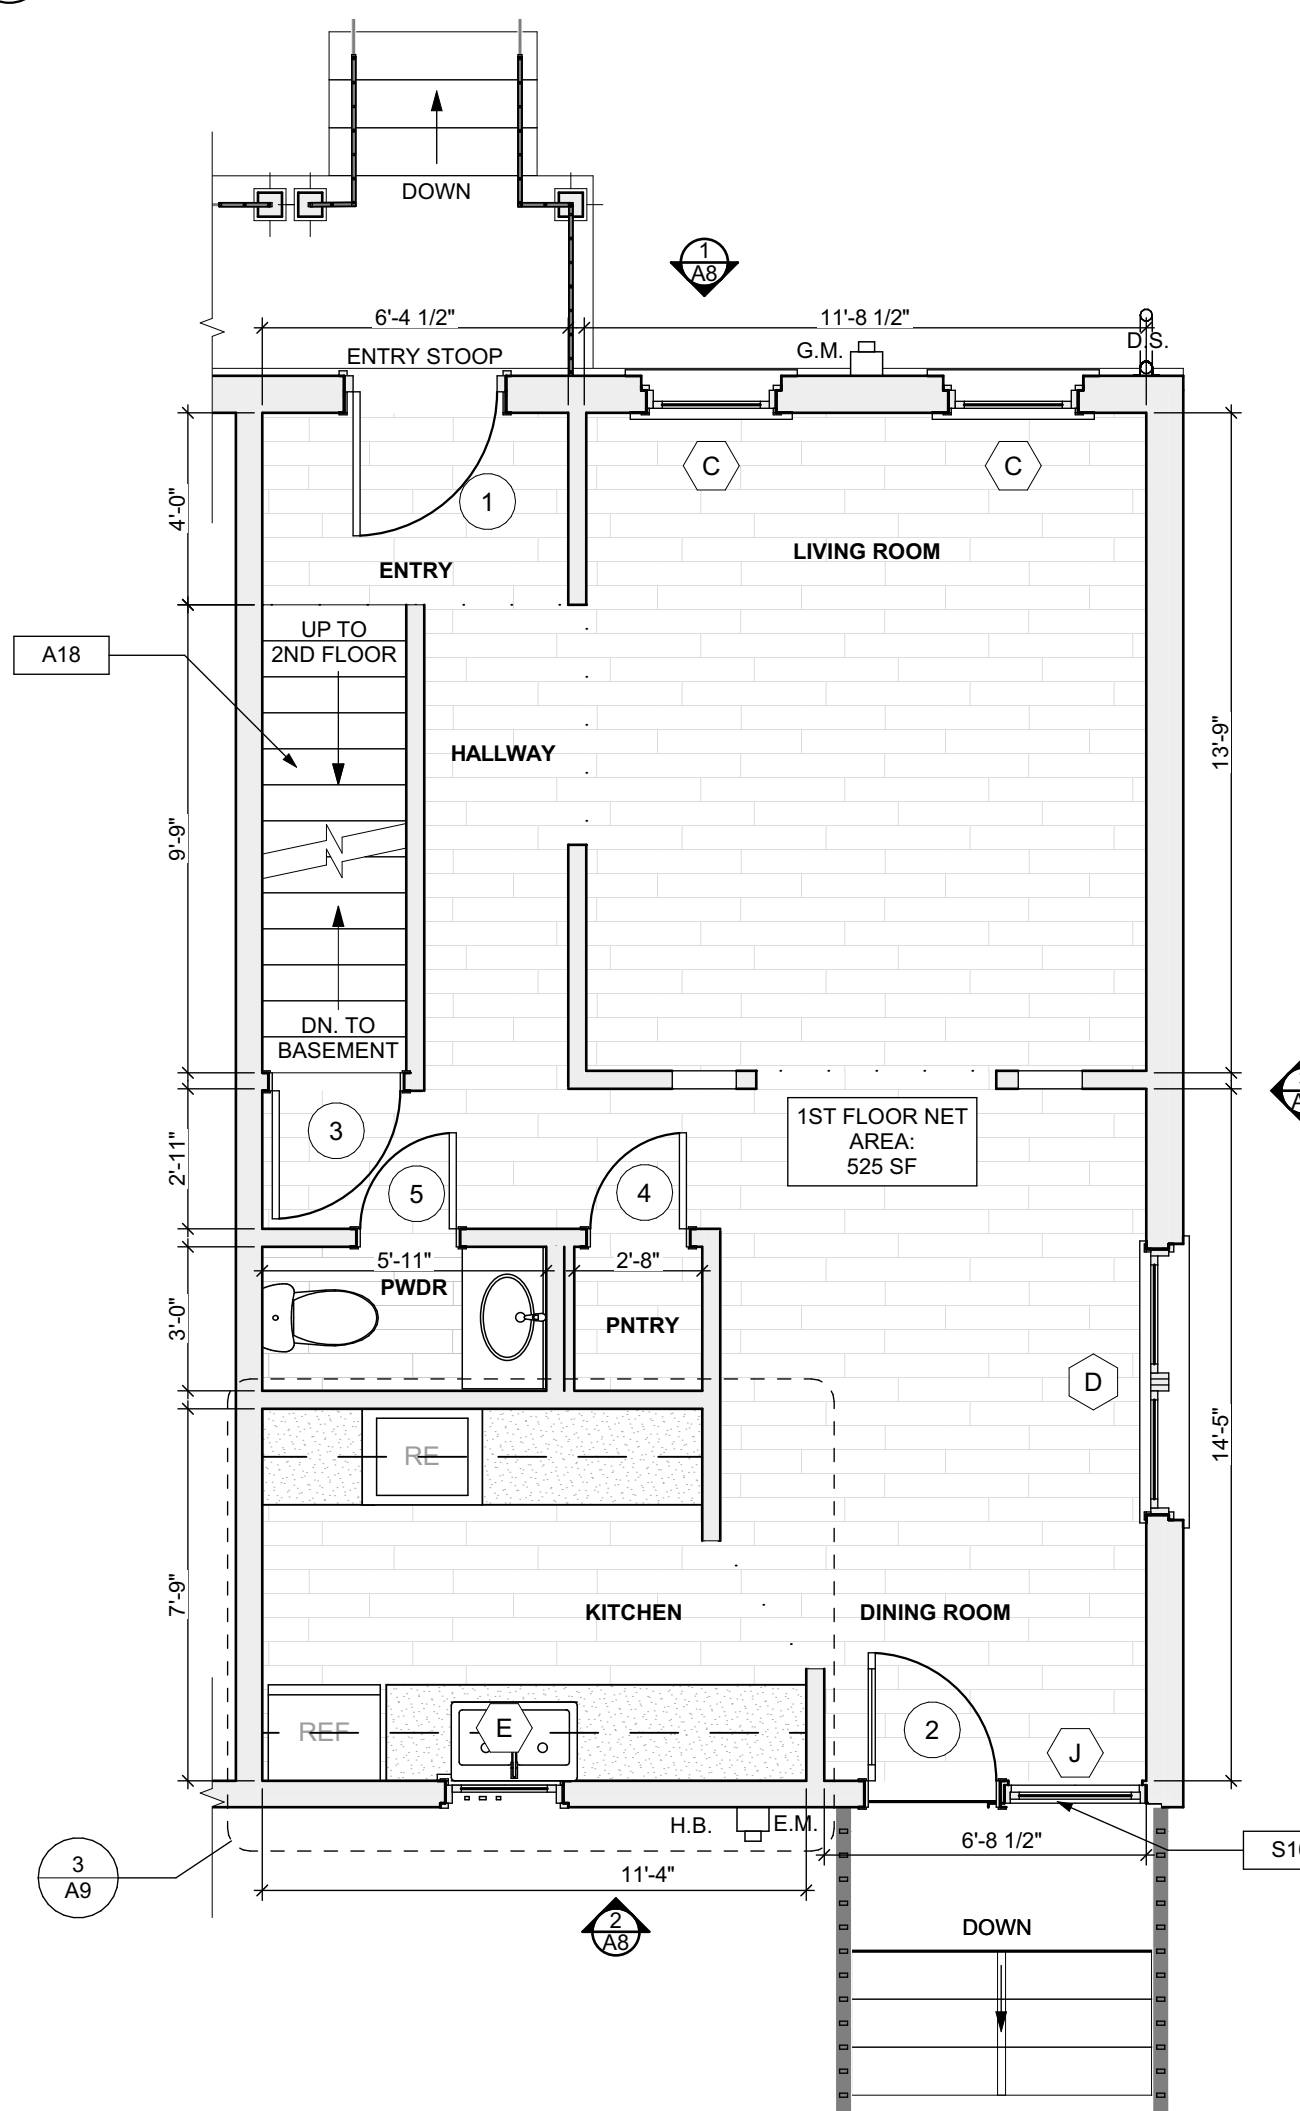 DOWN
1
A8
6'-4 1/2"
11'-8 1/2"
D.S.
G.M.
ENTRY STOOP
C
C
1
4'-0"
LIVING ROOM
ENTRY
UP TO
2ND FLOOR
A18
HALLWAY
13'-9"
9'-9"
DN. TO
BASEMENT
1ST FLOOR NET
AREA:
525 SF
3
2'-11"
5
4
5'-11"
2'-8"
PWDR
3'-0"
PNTRY
D
14'-5"
RE
7'-9"
KITCHEN
DINING ROOM
REF
E
2
J
H.B.
E.M.
6'-8 1/2"
3
A9
11'-4"
2
A8
DOWN